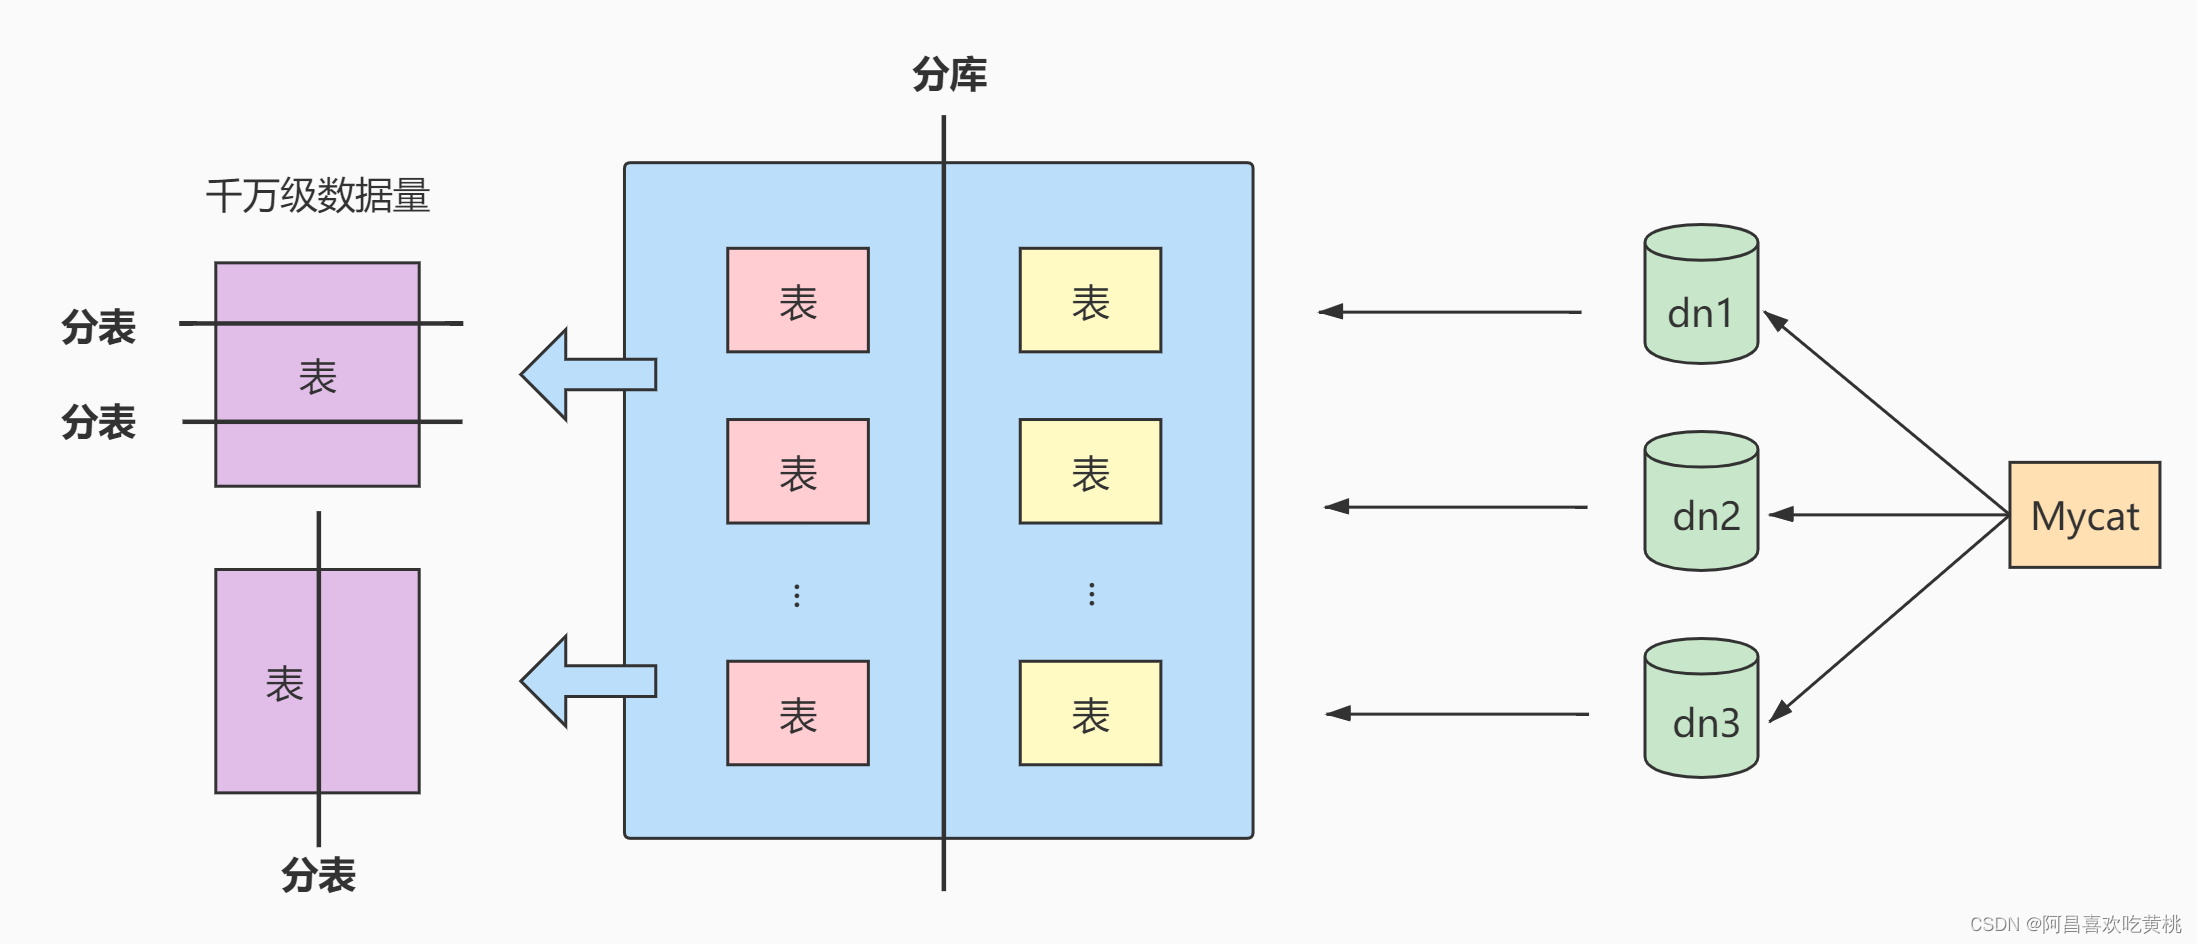 分库
千万级数据量
分表
表
分表
表
分表
表
表
表
表
⋮
⋮
表
表
dn1
dn2
dn3
Mycat
CSDN @阿昌喜欢吃黄桃